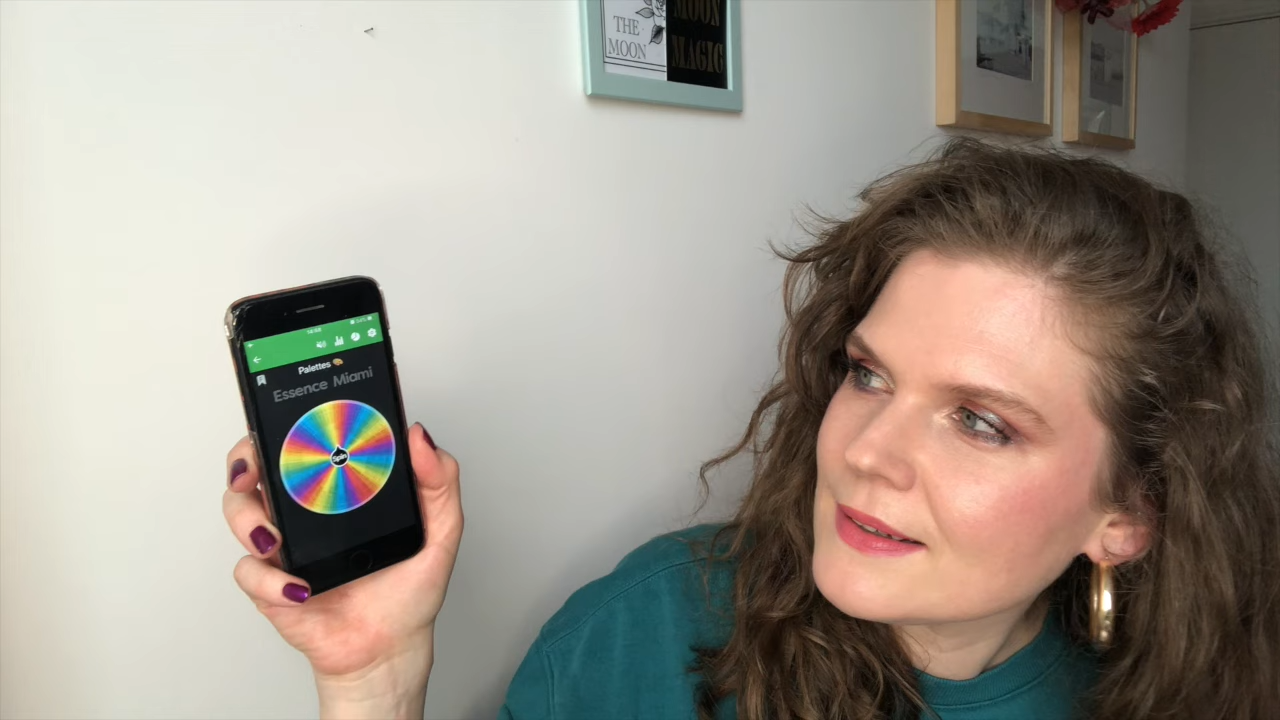 THE
MOON
MOON
MAGIC
Palettes 🎨
Essence Miami
Spin